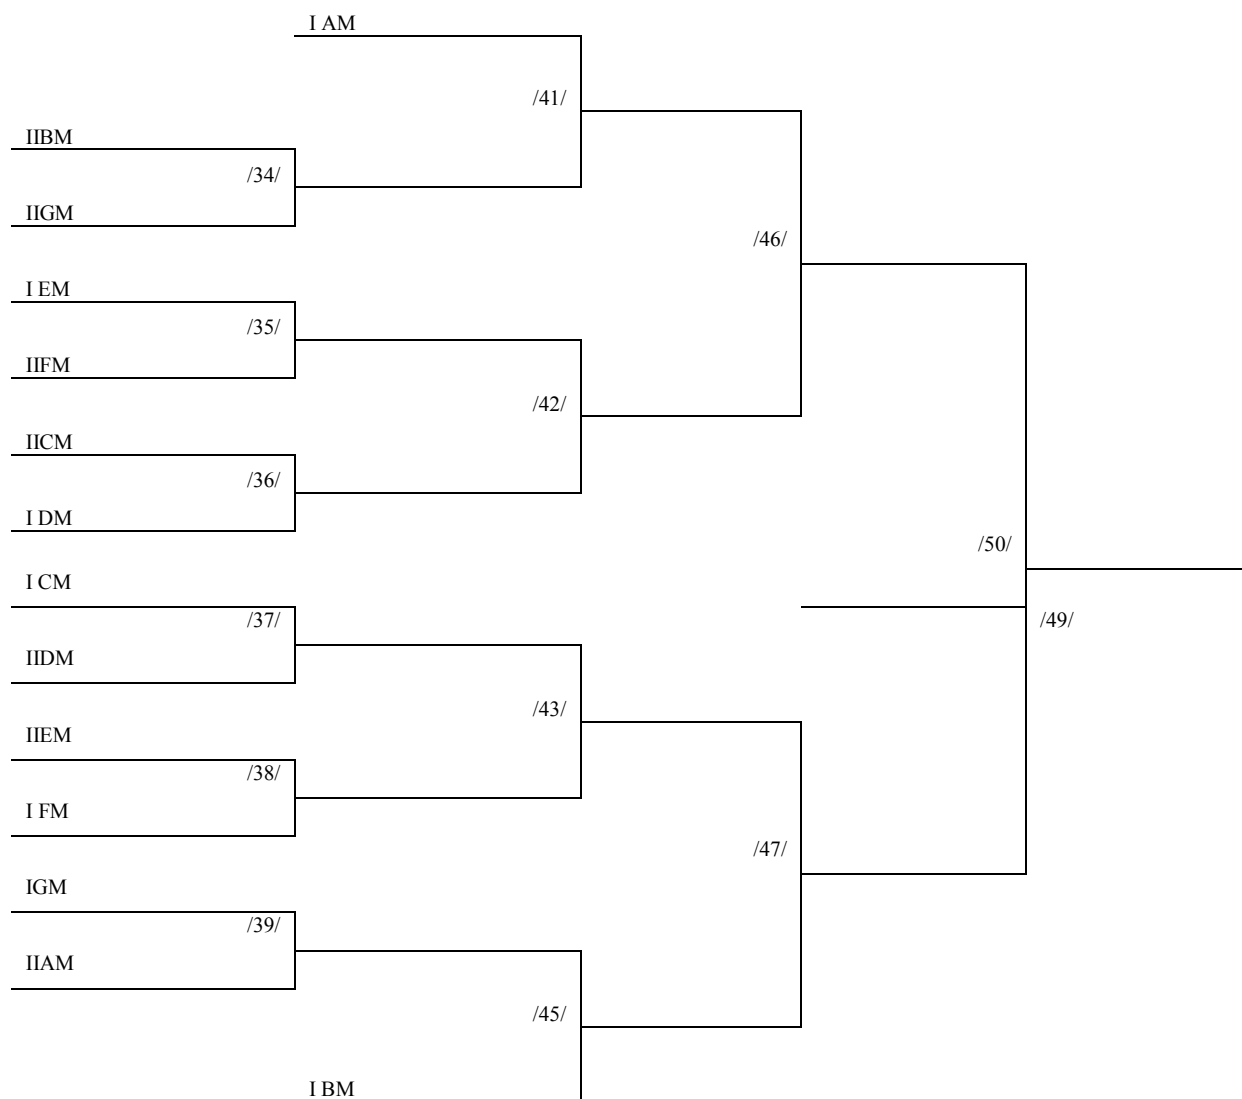 I AM
/41/
IIBM
/34/
IIGM
/46/
I EM
/35/
IIFM
/42/
IICM
/36/
I DM
/50/
I CM
/37/
/49/
IIDM
/43/
IIEM
/38/
I FM
/47/
IGM
/39/
IIAM
/45/
I BM